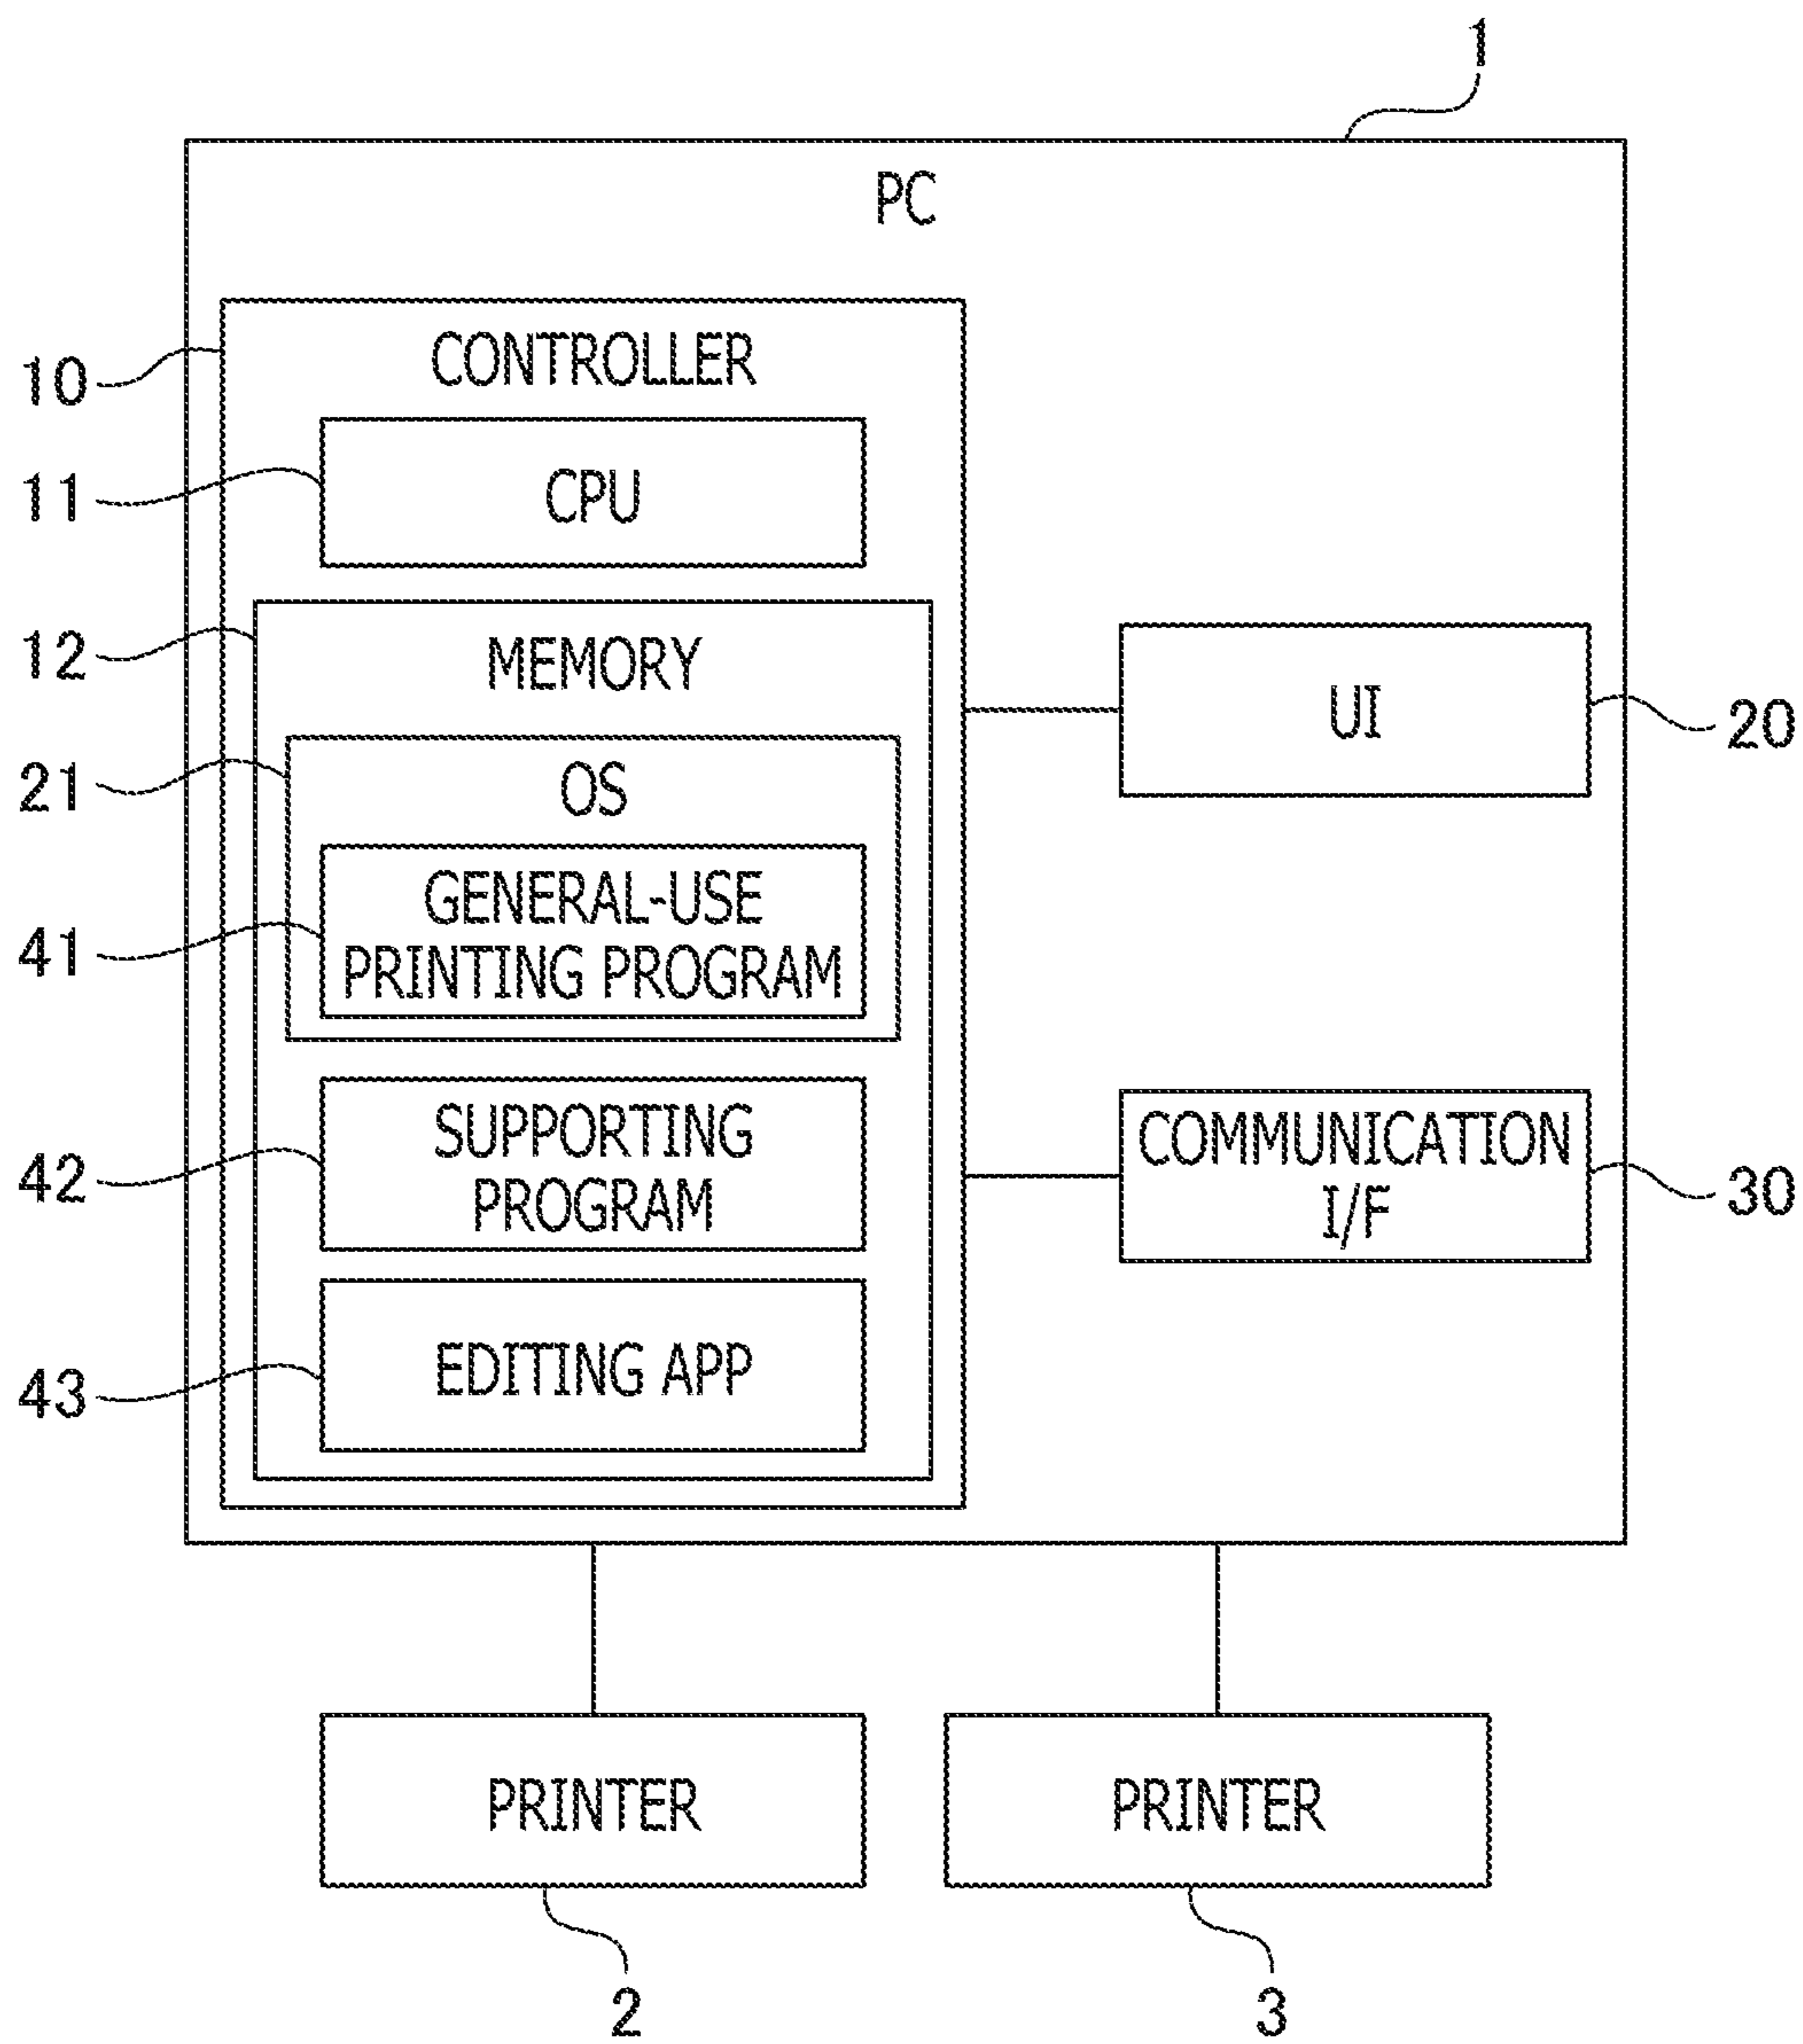 1
PC
10
CONTROLLER
11
CPU
12
MEMORY
UI
20
21
OS
41
GENERAL-USE
PRINTING PROGRAM
42
SUPPORTING
PROGRAM
COMMUNICATION
I/F
30
43
EDITING APP
PRINTER
PRINTER
2
3